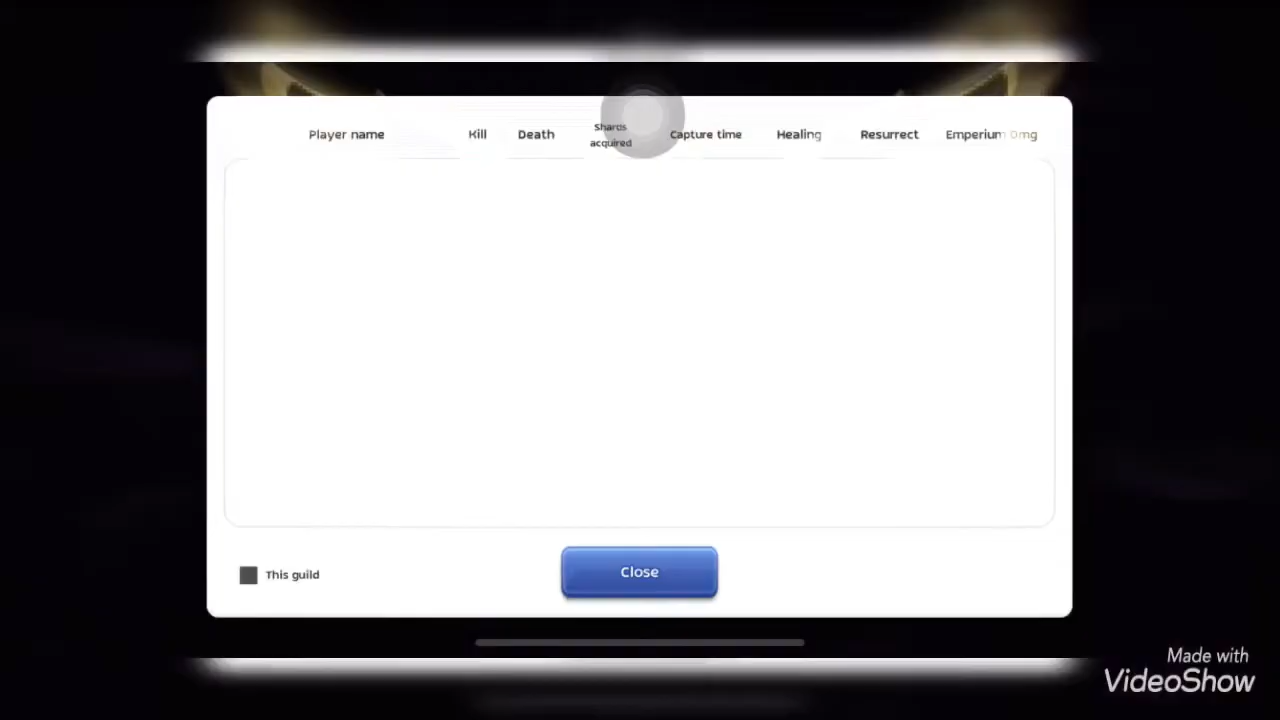 Player name Kill Death Shards acquired Capture time Healing Resurrect Emperium Dmg
This guild
Close
Made with
VideoShow